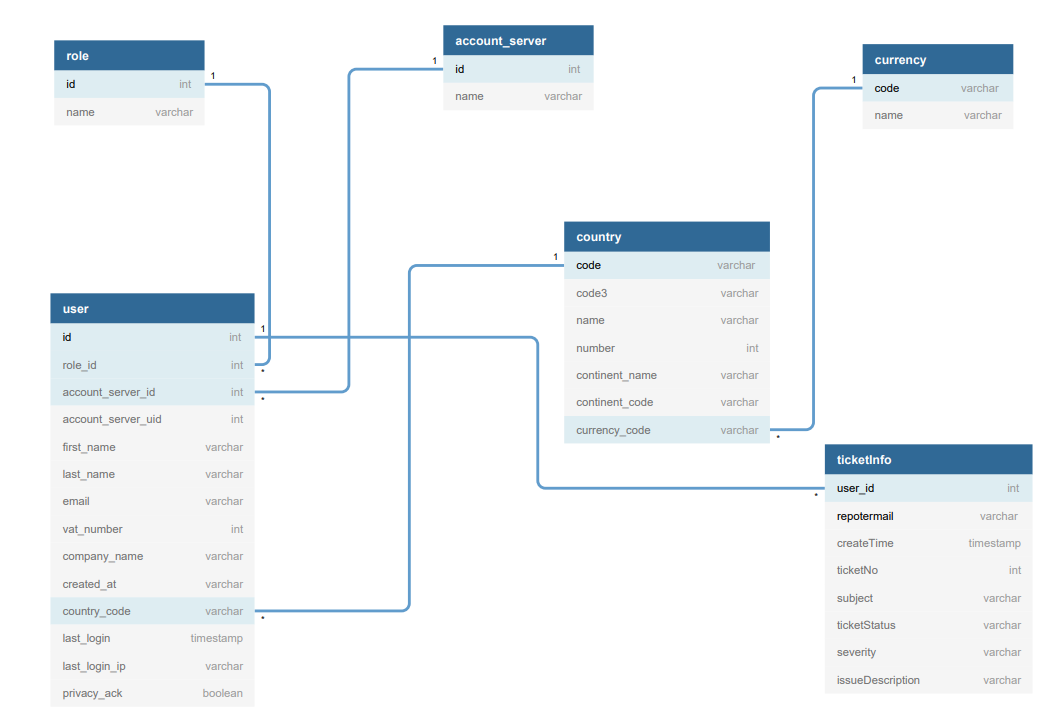 role
id int
name varchar
account_server
id int
name varchar
currency
code varchar
name varchar
1
1
1
country
code varchar
code3 varchar
name varchar
number int
continent_name varchar
continent_code varchar
currency_code varchar
1
*
user
id int
role_id int
account_server_id int
account_server_uid int
first_name varchar
last_name varchar
email varchar
vat_number int
company_name varchar
created_at varchar
country_code varchar
last_login timestamp
last_login_ip varchar
privacy_ack boolean
1
*
*
*
ticketInfo
user_id int
repotermail varchar
createTime timestamp
ticketNo int
subject varchar
ticketStatus varchar
severity varchar
issueDescription varchar
*